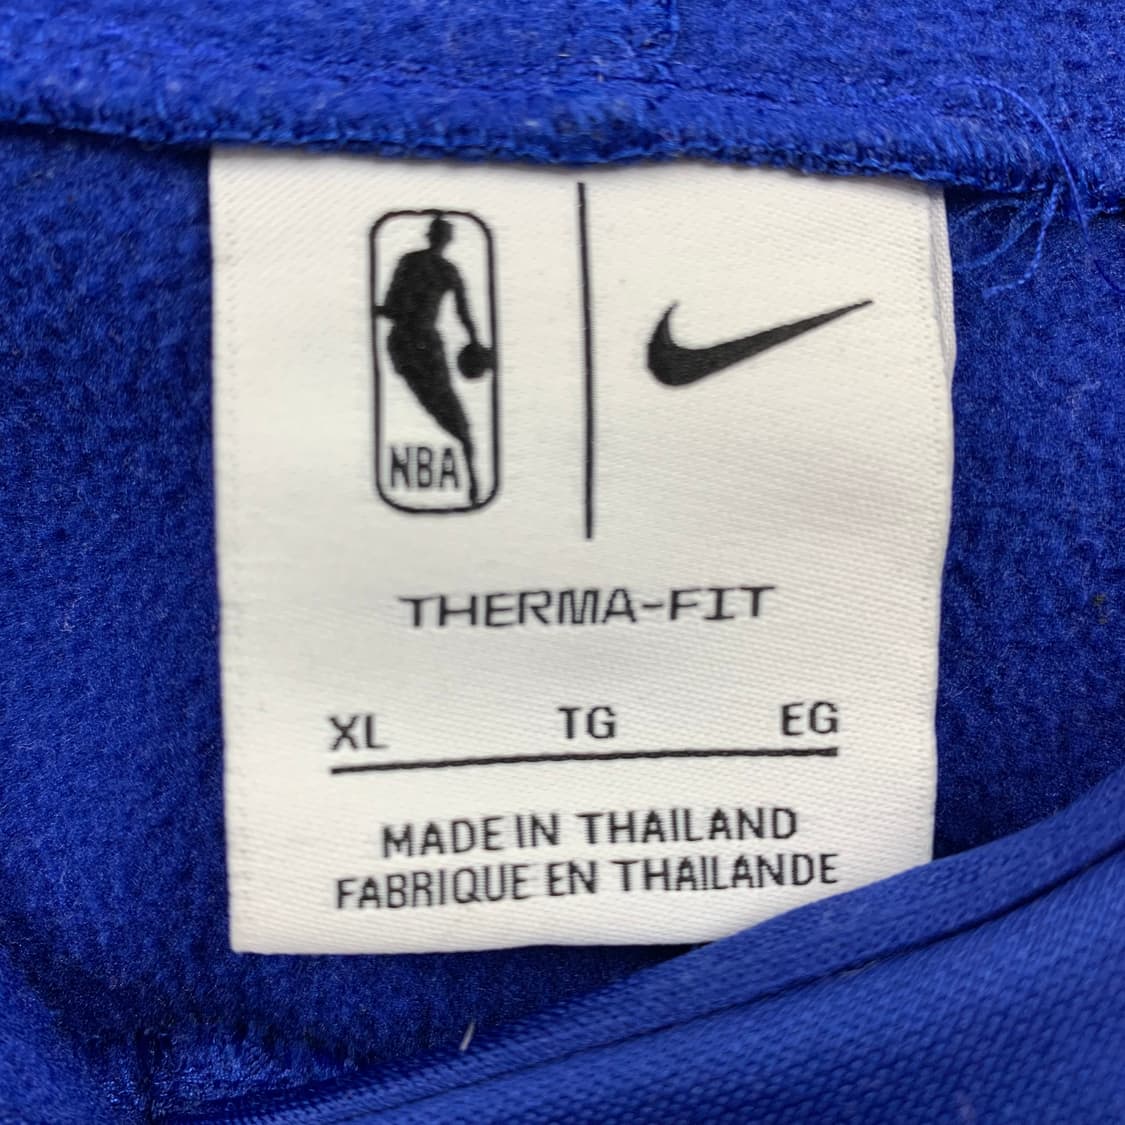 NBA
THERMA-FIT
XL TG EG
MADE IN THAILAND
FABRIQUE EN THAILANDE